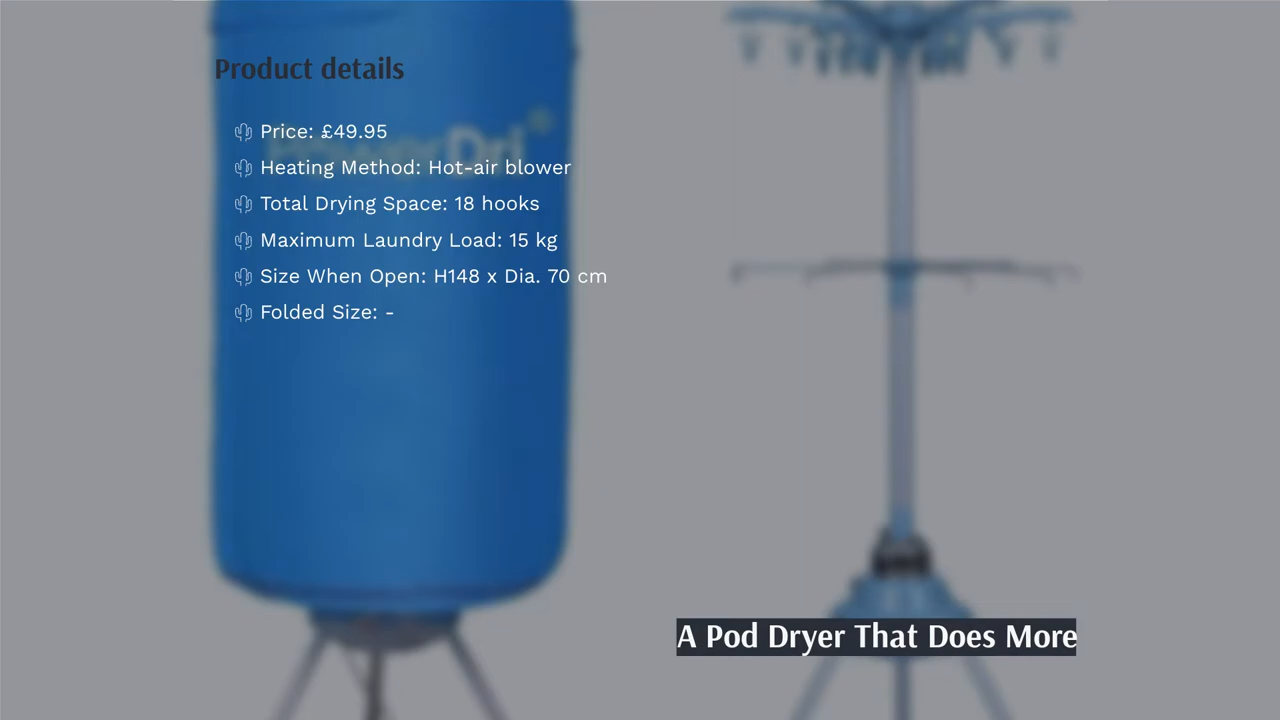 Product details
Price: £49.95
Heating Method: Hot-air blower
Total Drying Space: 18 hooks
Maximum Laundry Load: 15 kg
Size When Open: H148 x Dia. 70 cm
Folded Size: -
A Pod Dryer That Does More